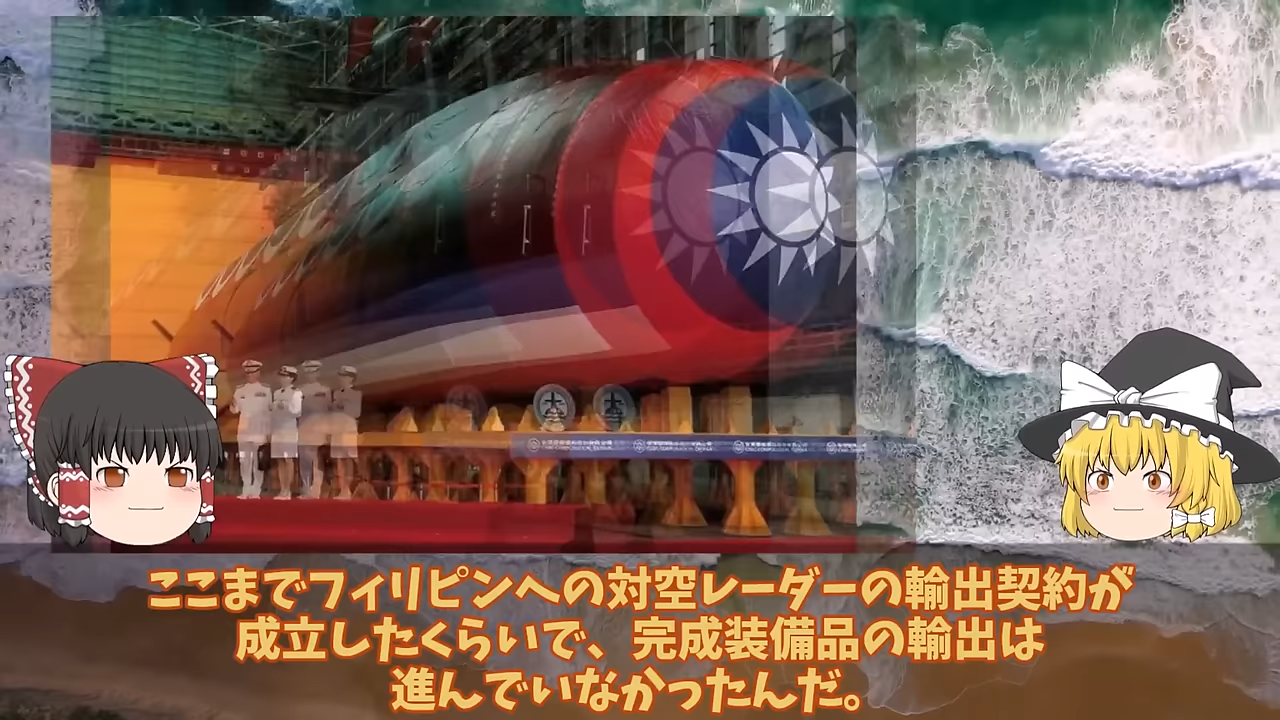 ここまでフィリピンへの対空レーダーの輸出契約が
成立したくらいで、完成装備品の輸出は
進んでいなかったんだ。